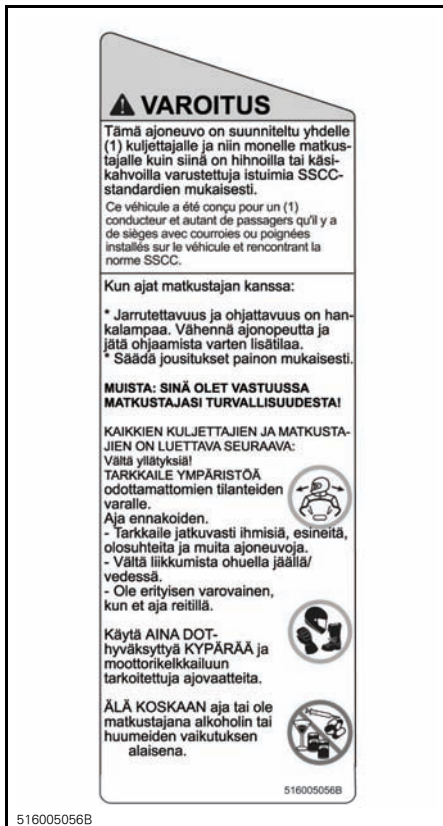 VAROITUS
Tämä ajoneuvo on suunniteltu yhdelle
(1) kuljettajalle ja niin monelle matkus-
tajalle kuin siinä on hihnoilla tai käsi-
kahvoilla varustettuja istuimia SSCC-
standardien mukaisesti.
Ce véhicule a été conçu pour un (1)
conducteur et autant de passagers qu'il y a
de sièges avec courroies ou poignées
installés sur le véhicule et rencontrant la
norme SSCC.
Kun ajat matkustajan kanssa:
* Jarrutettavuus ja ohjattavuus on han-
kalampaa. Vähennä ajonopeutta ja
jätä ohjaamista varten lisätilaa.
* Säädä jousitukset painon mukaisesti.
MUISTA: SINÄ OLET VASTUUSSA
MATKUSTAJASI TURVALLISUUDESTA!
KAIKKIEN KULJETTAJIEN JA MATKUSTA-
JIEN ON LUETTAVA SEURAAVA:
Vältä yllätyksiä!
TARKKAILE YMPÄRISTÖÄ
odottamattomien tilanteiden
varalle.
Aja ennakoiden.
- Tarkkaile jatkuvasti ihmisiä, esineitä,
olosuhteita ja muita ajoneuvoja.
- Vältä liikkumista ohuella jäällä/
vedessä.
- Ole erityisen varovainen,
kun et aja reitillä.
Käytä AINA DOT-
hyväksyttyä KYPÄRÄÄ ja
moottorikelkkailuun
tarkoitettuja ajovaatteita.
ÄLÄ KOSKAAN aja tai ole
matkustajana alkoholin tai
huumeiden vaikutuksen
alaisena.
516005056B
516005056B